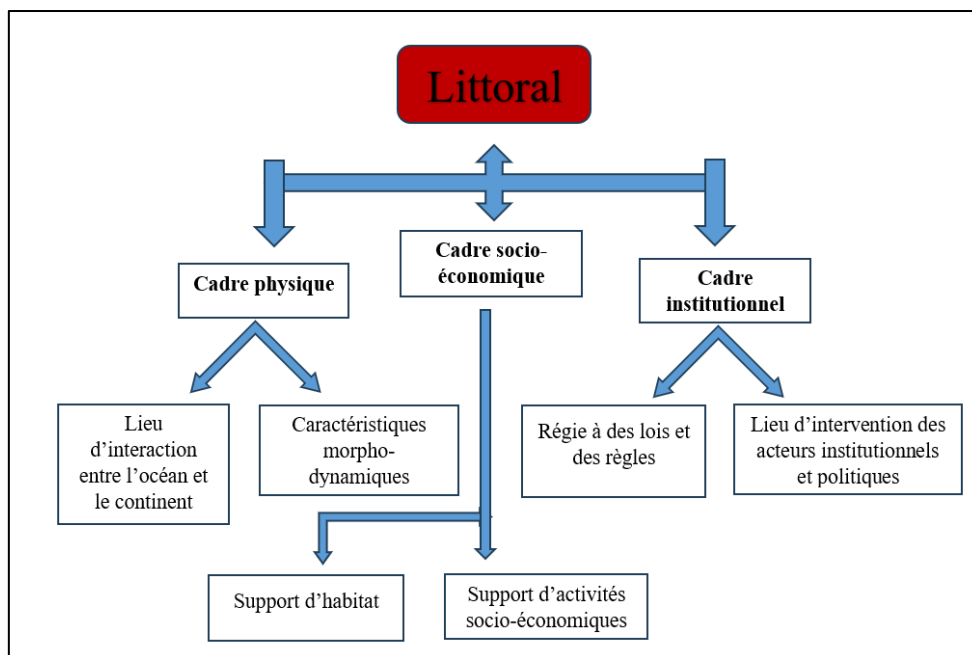 Littoral
Cadre physique
Cadre socio-
économique
Cadre
institutionnel
Lieu
d’interaction
entre l’océan et
le continent
Caractéristiques
morpho-
dynamiques
Régie à des lois et
des règles
Lieu d’intervention des
acteurs institutionnels
et politiques
Support d’habitat
Support d’activités
socio-économiques